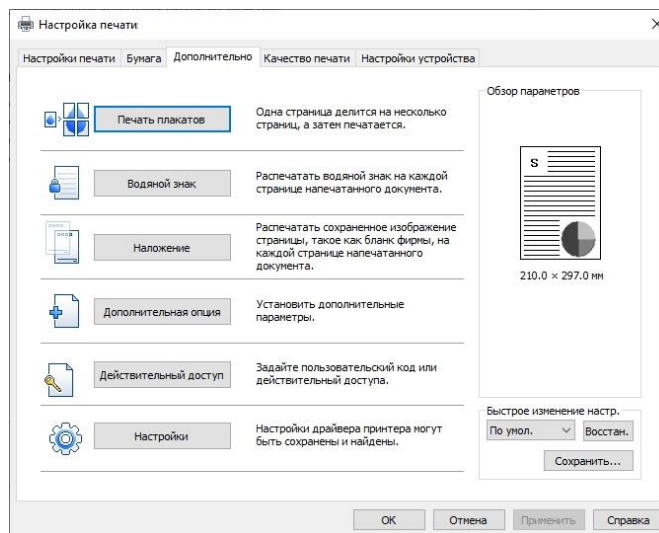 Настройка печати
Настройки печати Бумага Дополнительно Качество печати Настройки устройства
Печать плакатов
Одна страница делится на несколько
страниц, а затем печатается.
Водяной знак
Распечатать водяной знак на каждой
странице напечатанного документа.
Наложение
Распечатать сохраненное изображение
страницы, такое как бланк фирмы, на
каждой странице напечатанного
документа.
Дополнительная опция
Установить дополнительные
параметры.
Действительный доступ
Задайте пользовательский код или
действительный доступа.
Настройки
Настройки драйвера принтера могут
быть сохранены и найдены.
Обзор параметров
S
210.0 × 297.0 мм
Быстрое изменение настр.
По умол. Восстан.
Сохранить...
ОК Отмена Применить Справка